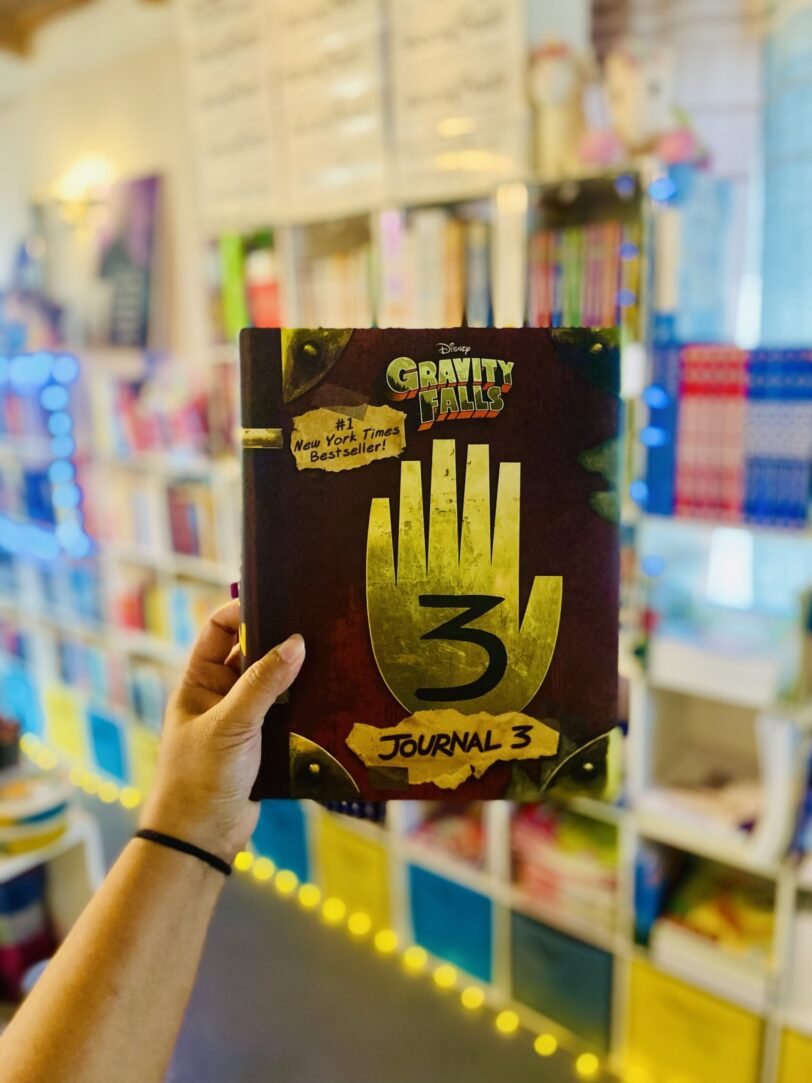 Disney
GRAVITY
FALLS
#1
New York Times
Bestseller!
3
JOURNAL 3